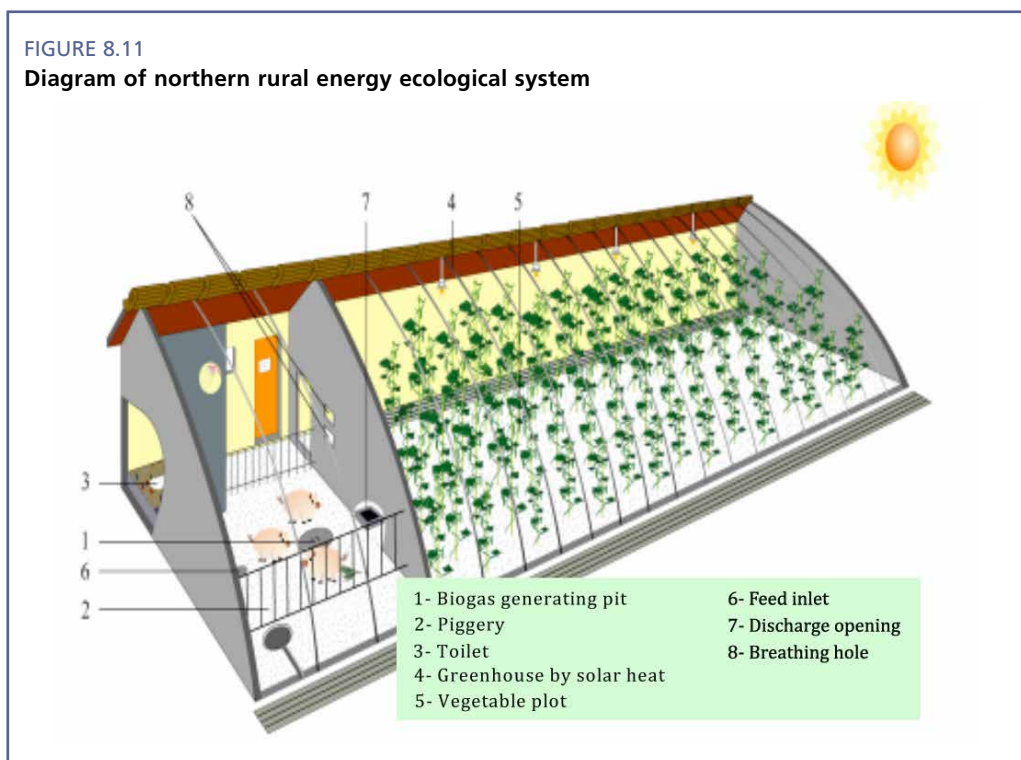 FIGURE 8.11
Diagram of northern rural energy ecological system
8
7
4
5
3
1
6
2
1- Biogas generating pit
2- Piggery
3- Toilet
4- Greenhouse by solar heat
5- Vegetable plot
6- Feed inlet
7- Discharge opening
8- Breathing hole